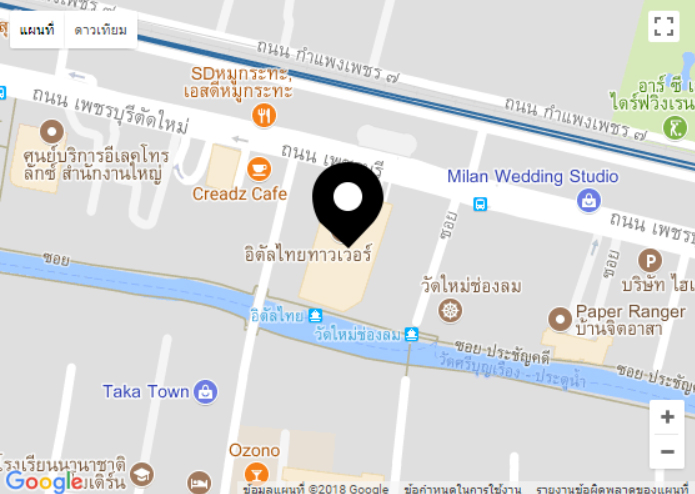 แผนที่
ดาวเทียม
ถนน กำแพงเพชร ๗
SDหมูกระทะ,
เอสดีหมูกระทะ
ถนน เพชรบุรีตัดใหม่
ถนน กำแพงเพชร ๗
อาร์ ซี เ
ไดร์ฟวิ่งเรน
ศูนย์บริการอีเลคโทร
ลักซ์ สำนักงานใหญ่
Creadz Cafe
ถนน เพชรบุรี
Milan Wedding Studio
ถนน เพชรบ
ซอย
ซอย
อิตัลไทยทาวเวอร์
วัดใหม่ช่องลม
บริษัท ไฮเ
Paper Ranger
บ้านจิตอาสา
อิตัลไทย
วัดใหม่ช่องลม
ซอย ประชัญคดี
วัดศรีบุญเรือง - ประตูน้ำ
ซอย ประชัญ
Taka Town
Ozono
โรงเรียนนานาชาติ
เดิร์น
Google
ข้อมูลแผนที่ ©2018 Google
ข้อกำหนดในการใช้งาน
รายงานข้อผิดพลาดของแผนที่